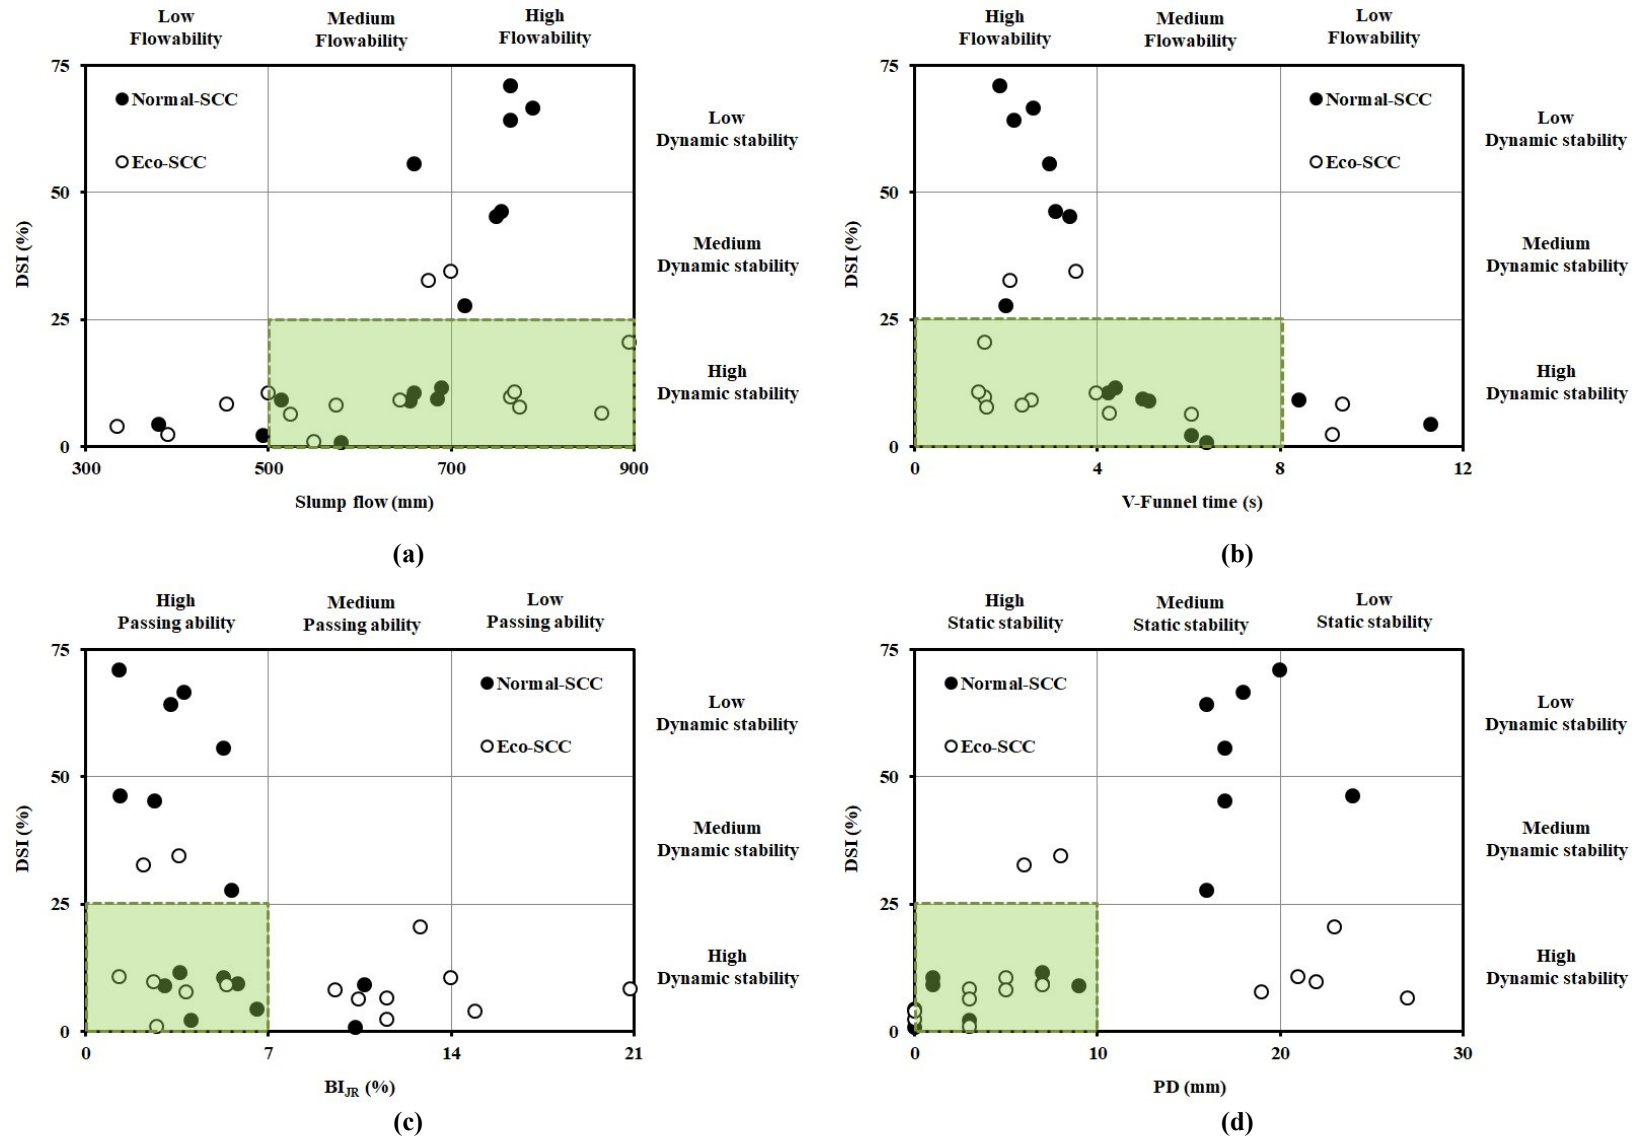 Low Medium High
Flowability Flowability Flowability
75
Normal-SCC
Low
Dynamic stability
Eco-SCC
50
DSI (%)
Medium
Dynamic stability
25
High
Dynamic stability
0
300 500 700 900
Slump flow (mm)
(a)
High Medium Low
Flowability Flowability Flowability
75
Normal-SCC
Low
Dynamic stability
Eco-SCC
50
DSI (%)
Medium
Dynamic stability
25
High
Dynamic stability
0
0 4 8 12
V-Funnel time (s)
(b)
High Medium Low
Passing ability Passing ability Passing ability
75
Normal-SCC
Low
Dynamic stability
Eco-SCC
50
DSI (%)
Medium
Dynamic stability
25
High
Dynamic stability
0
0 7 14 21
BIJR (%)
(c)
High Medium Low
Static stability Static stability Static stability
75
Normal-SCC
Low
Dynamic stability
Eco-SCC
50
DSI (%)
Medium
Dynamic stability
25
High
Dynamic stability
0
0 10 20 30
PD (mm)
(d)